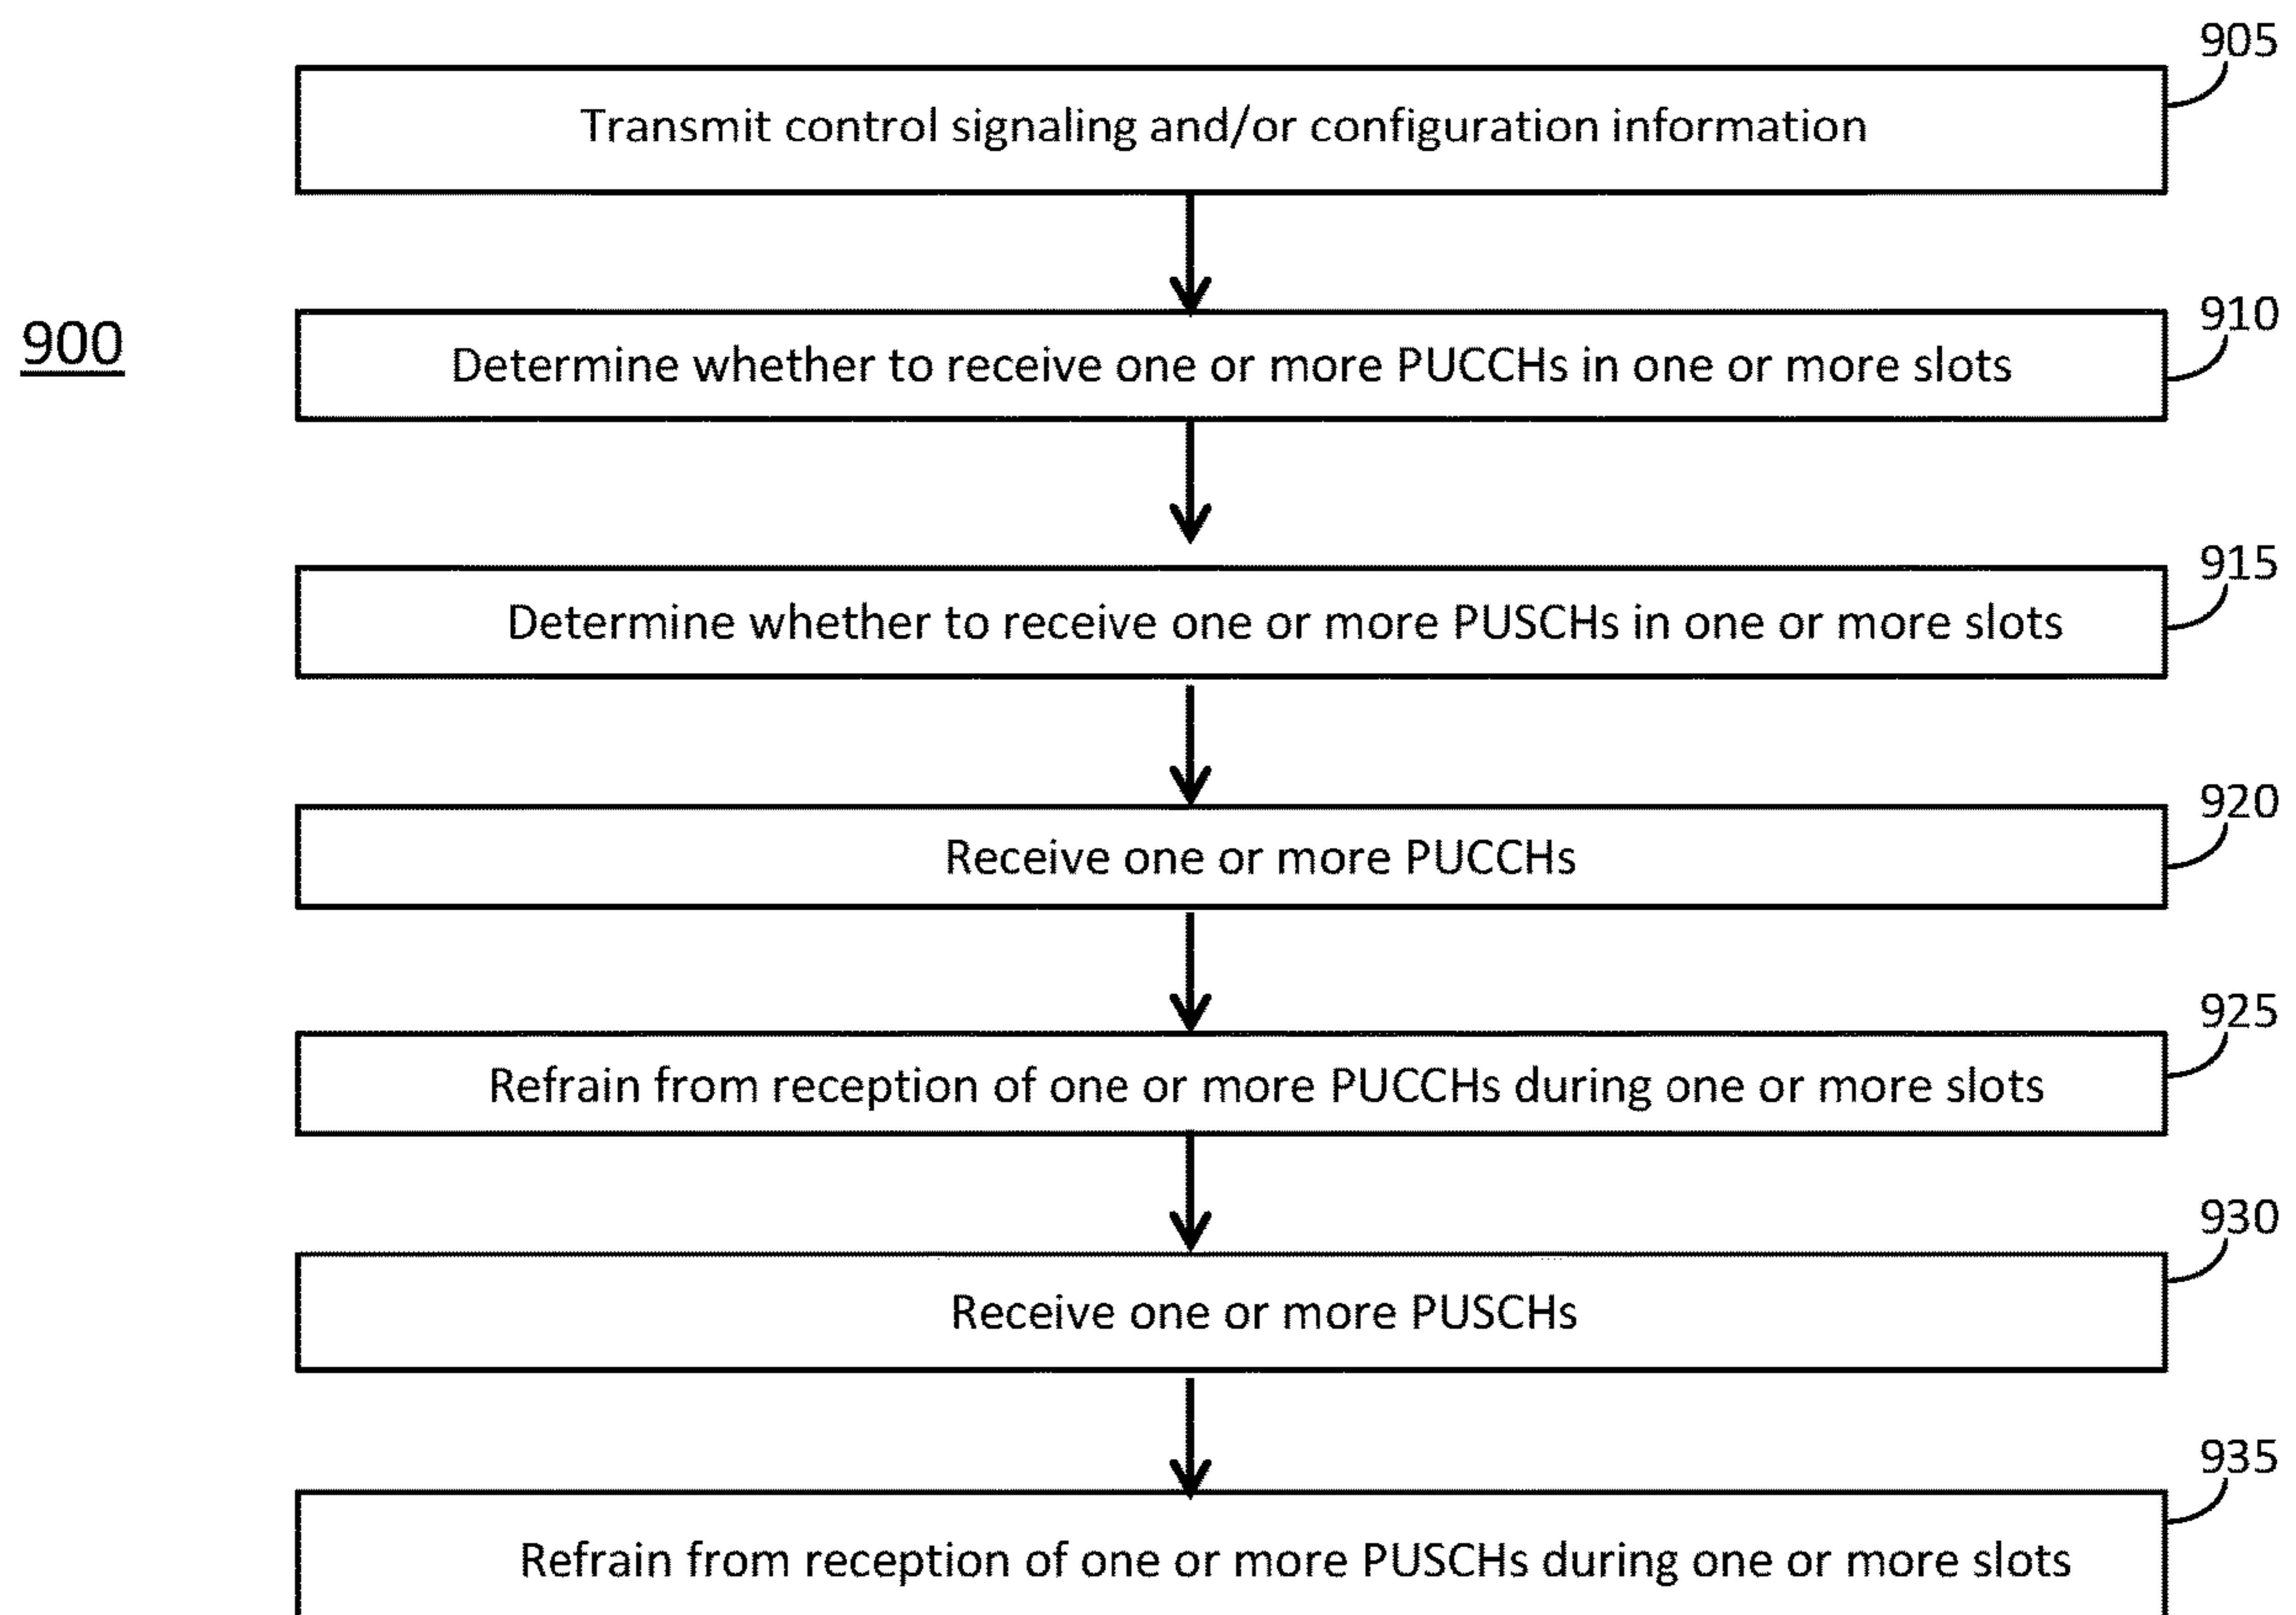 905
Transmit control signaling and/or configuration information
900
910
Determine whether to receive one or more PUCCHs in one or more slots
915
Determine whether to receive one or more PUSCHs in one or more slots
920
Receive one or more PUCCHs
925
Refrain from reception of one or more PUCCHs during one or more slots
930
Receive one or more PUSCHs
935
Refrain from reception of one or more PUSCHs during one or more slots